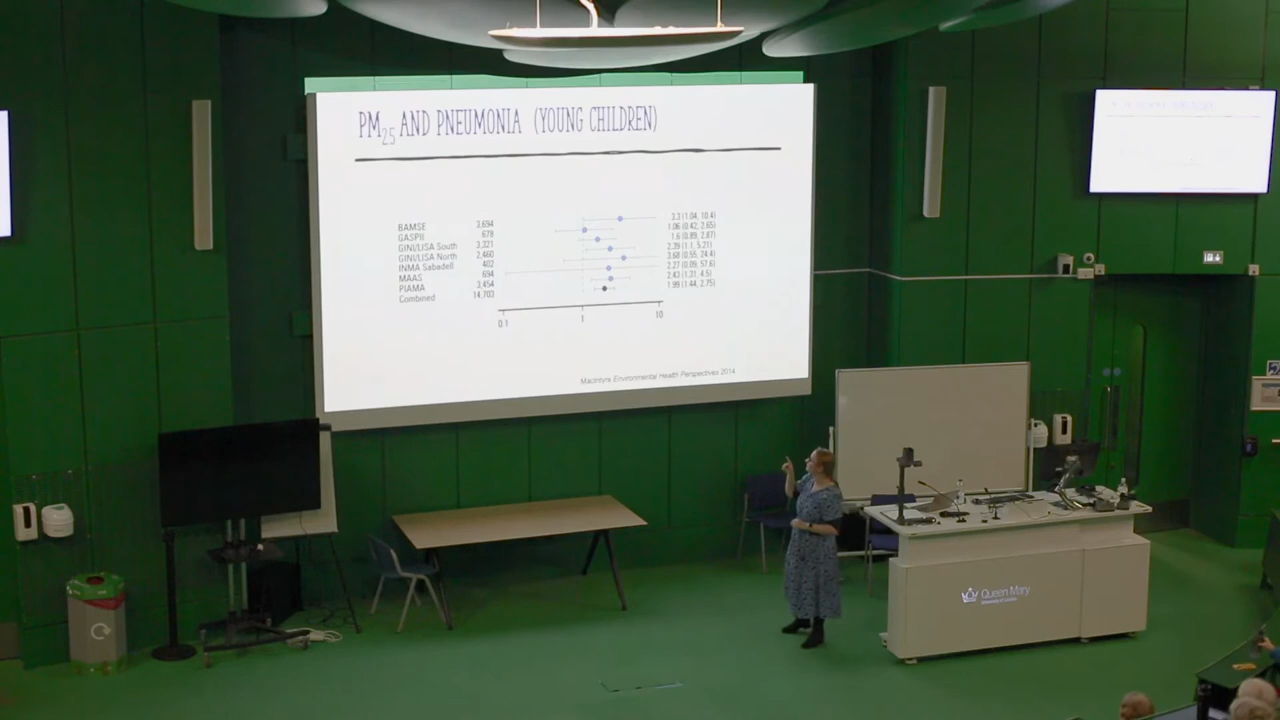 PM2.5 AND PNEUMONIA (YOUNG CHILDREN)
BAMSE 3,694 3.3 (1.04, 10.4)
GASPII 678 1.06 (0.42, 2.65)
GINI/LISA South 3,321 1.6 (0.89, 2.87)
GINI/LISA North 2,460 2.39 (1.1, 5.21)
INMA Sabadell 402 3.68 (0.55, 24.4)
MAAS 694 2.27 (0.09, 57.6)
PIAMA 3,454 2.43 (1.31, 4.5)
Combined 14,703 1.99 (1.44, 2.75)
0.1 1 10
MacIntyre Environmental Health Perspectives 2014
Queen Mary
University of London